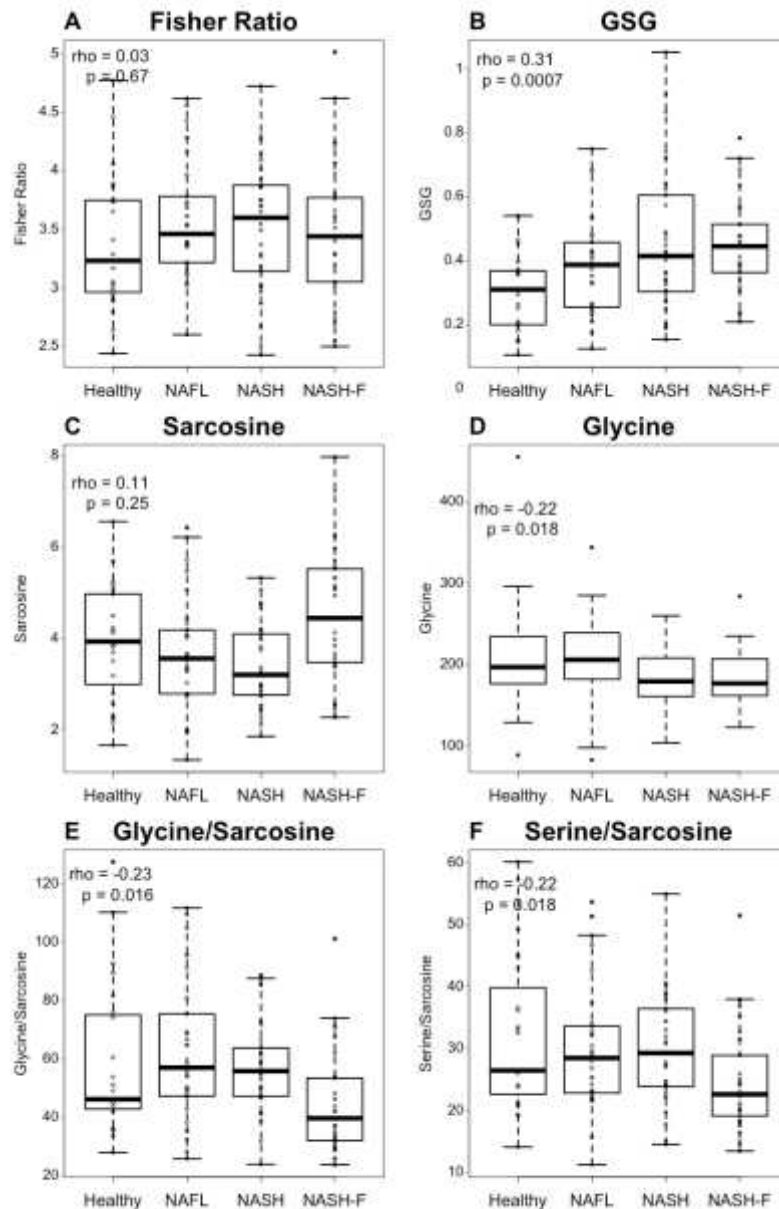 A Fisher Ratio
rho = 0.03
p = 0.67
5
4.5
4
3.5
3
2.5
Fisher Ratio
Healthy NAFL NASH NASH-F
B GSG
rho = 0.31
p = 0.0007
1
0.8
0.6
0.4
0.2
0
GSG
Healthy NAFL NASH NASH-F
C Sarcosine
rho = 0.11
p = 0.25
8
6
4
2
Sarcosine
Healthy NAFL NASH NASH-F
D Glycine
rho = -0.22
p = 0.018
400
300
200
100
Glycine
Healthy NAFL NASH NASH-F
E Glycine/Sarcosine
rho = -0.23
p = 0.016
120
100
80
60
40
20
Glycine/Sarcosine
Healthy NAFL NASH NASH-F
F Serine/Sarcosine
rho = -0.22
p = 0.018
60
50
40
30
20
10
Serine/Sarcosine
Healthy NAFL NASH NASH-F